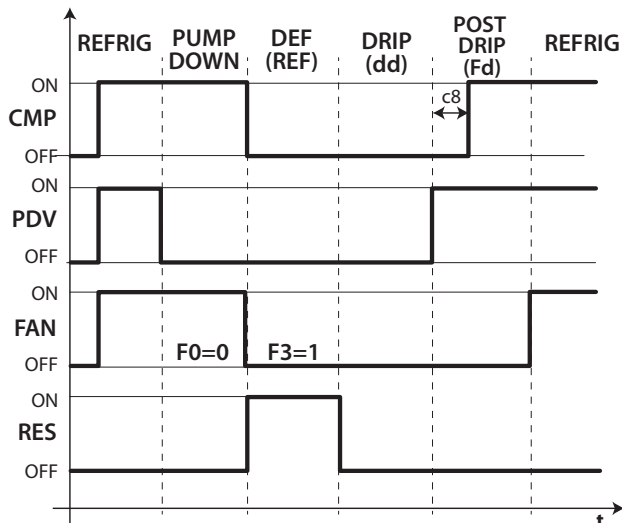 REFRIG
PUMP
DOWN
DEF
(REF)
DRIP
(dd)
POST
DRIP
(Fd)
REFRIG
ON
CMP
OFF
c8
ON
PDV
OFF
ON
FAN
OFF
F0=0
F3=1
ON
RES
OFF
t